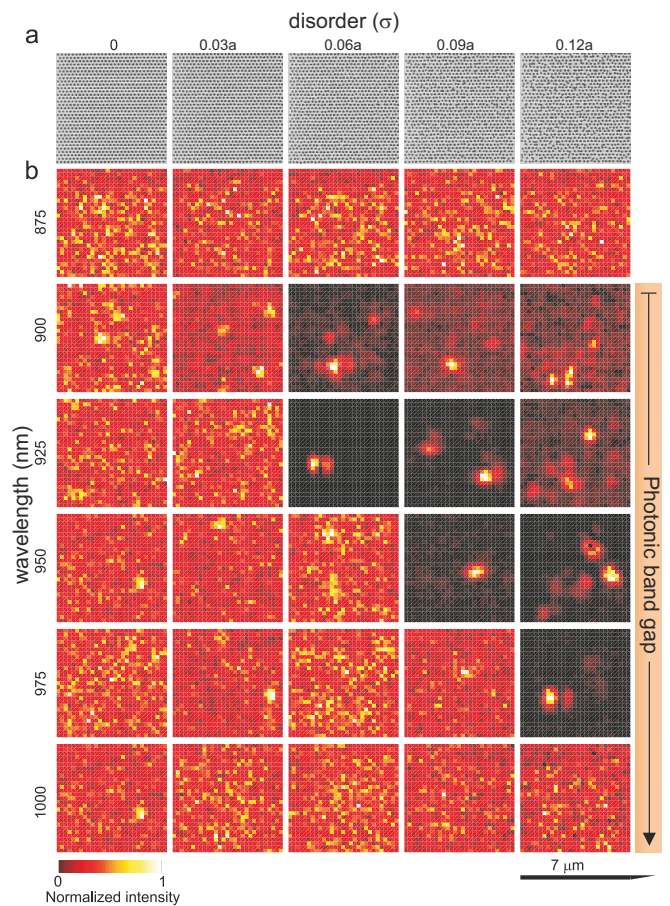 disorder (σ)
a
0 0.03a 0.06a 0.09a 0.12a
b
wavelength (nm)
875
900
925
950
975
1000
Photonic band gap
0 1
Normalized intensity
7 μm